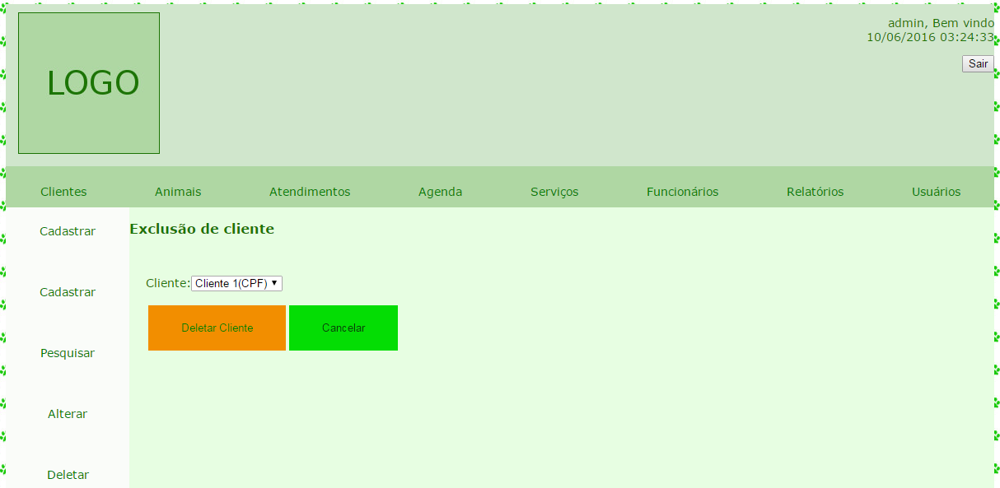 LOGO
admin, Bem vindo
10/06/2016 03:24:33
Sair
Clientes Animais Atendimentos Agenda Serviços Funcionários Relatórios Usuários
Cadastrar
Cadastrar
Pesquisar
Alterar
Deletar
Exclusão de cliente
Cliente: Cliente 1(CPF)
Deletar Cliente Cancelar